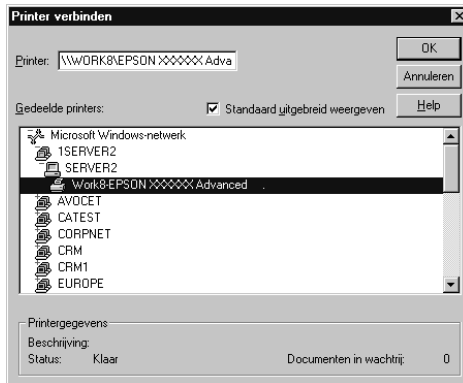 Printer verbinden
Printer: \\WORK8\EPSON XXXXXX Adva
OK
Annuleren
Help
Gedeelde printers:
Standaard uitgebreid weergeven
Microsoft Windows-netwerk
1SERVER2
SERVER2
Work8-EPSON XXXXXX Advanced .
AVOCET
CATEST
CORPNET
CRM
CRM1
EUROPE
Printergegevens
Beschrijving:
Status: Klaar Documenten in wachtrij: 0